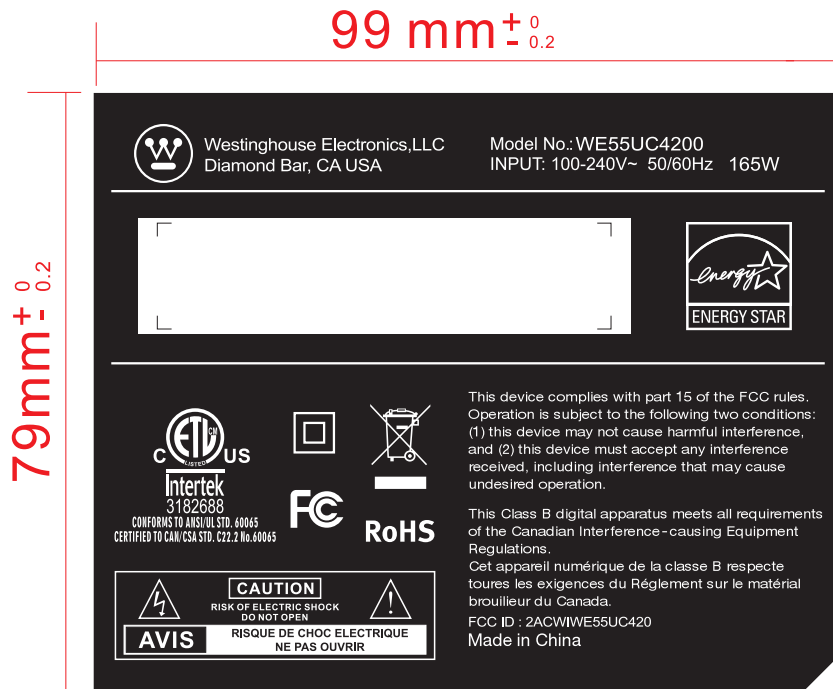 99 mm ± 0 0.2
79mm ± 0 0.2
Westinghouse Electronics,LLC
Diamond Bar, CA USA
Model No.: WE55UC4200
INPUT: 100-240V~ 50/60Hz 165W
energy
ENERGY STAR
C ETL CM US
LISTED
Intertek
3182688
CONFORMS TO ANSI/UL STD. 60065
CERTIFIED TO CAN/CSA STD. C22.2 No.60065
FC
RoHS
CAUTION
RISK OF ELECTRIC SHOCK
DO NOT OPEN
AVIS
RISQUE DE CHOC ELECTRIQUE
NE PAS OUVRIR
This device complies with part 15 of the FCC rules.
Operation is subject to the following two conditions:
(1) this device may not cause harmful interference,
and (2) this device must accept any interference
received, including interference that may cause
undesired operation.
This Class B digital apparatus meets all requirements
of the Canadian Interference-causing Equipment
Regulations.
Cet appareil numérique de la classe B respecte
toures les exigences du Réglement sur le matérial
brouilieur du Canada.
FCC ID : 2ACWIWE55UC420
Made in China